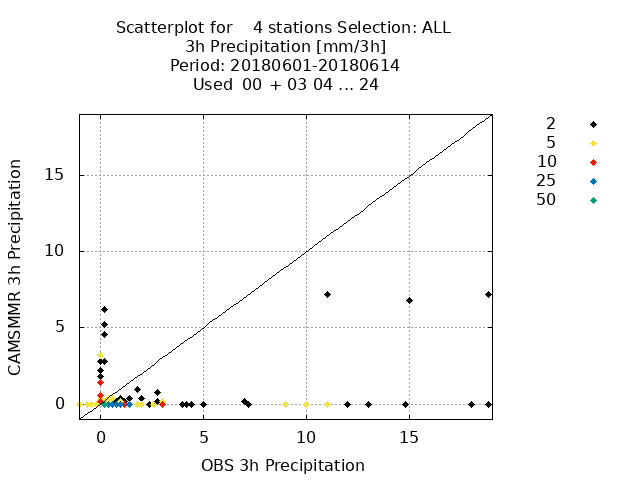 Scatterplot for 4 stations Selection: ALL
3h Precipitation [mm/3h]
Period: 20180601-20180614
Used 00 + 03 04 ... 24
2
5
10
25
50
CAMSMMR 3h Precipitation
15
10
5
0
0 5 10 15
OBS 3h Precipitation